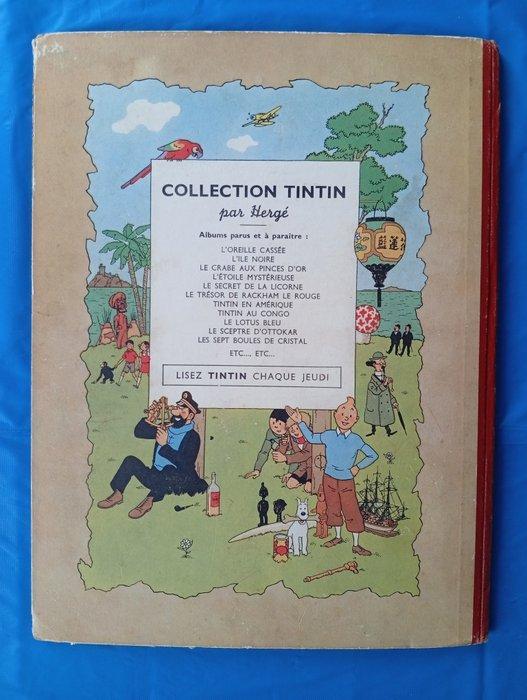 COLLECTION TINTIN
par Hergé
Albums parus et à paraître :
L'OREILLE CASSÉE
L'ILE NOIRE
LE CRABE AUX PINCES D'OR
L'ÉTOILE MYSTÉRIEUSE
LE SECRET DE LA LICORNE
LE TRÉSOR DE RACKHAM LE ROUGE
TINTIN EN AMÉRIQUE
TINTIN AU CONGO
LE LOTUS BLEU
LE SCEPTRE D'OTTOKAR
LES SEPT BOULES DE CRISTAL
ETC..., ETC...
LISEZ TINTIN CHAQUE JEUDI